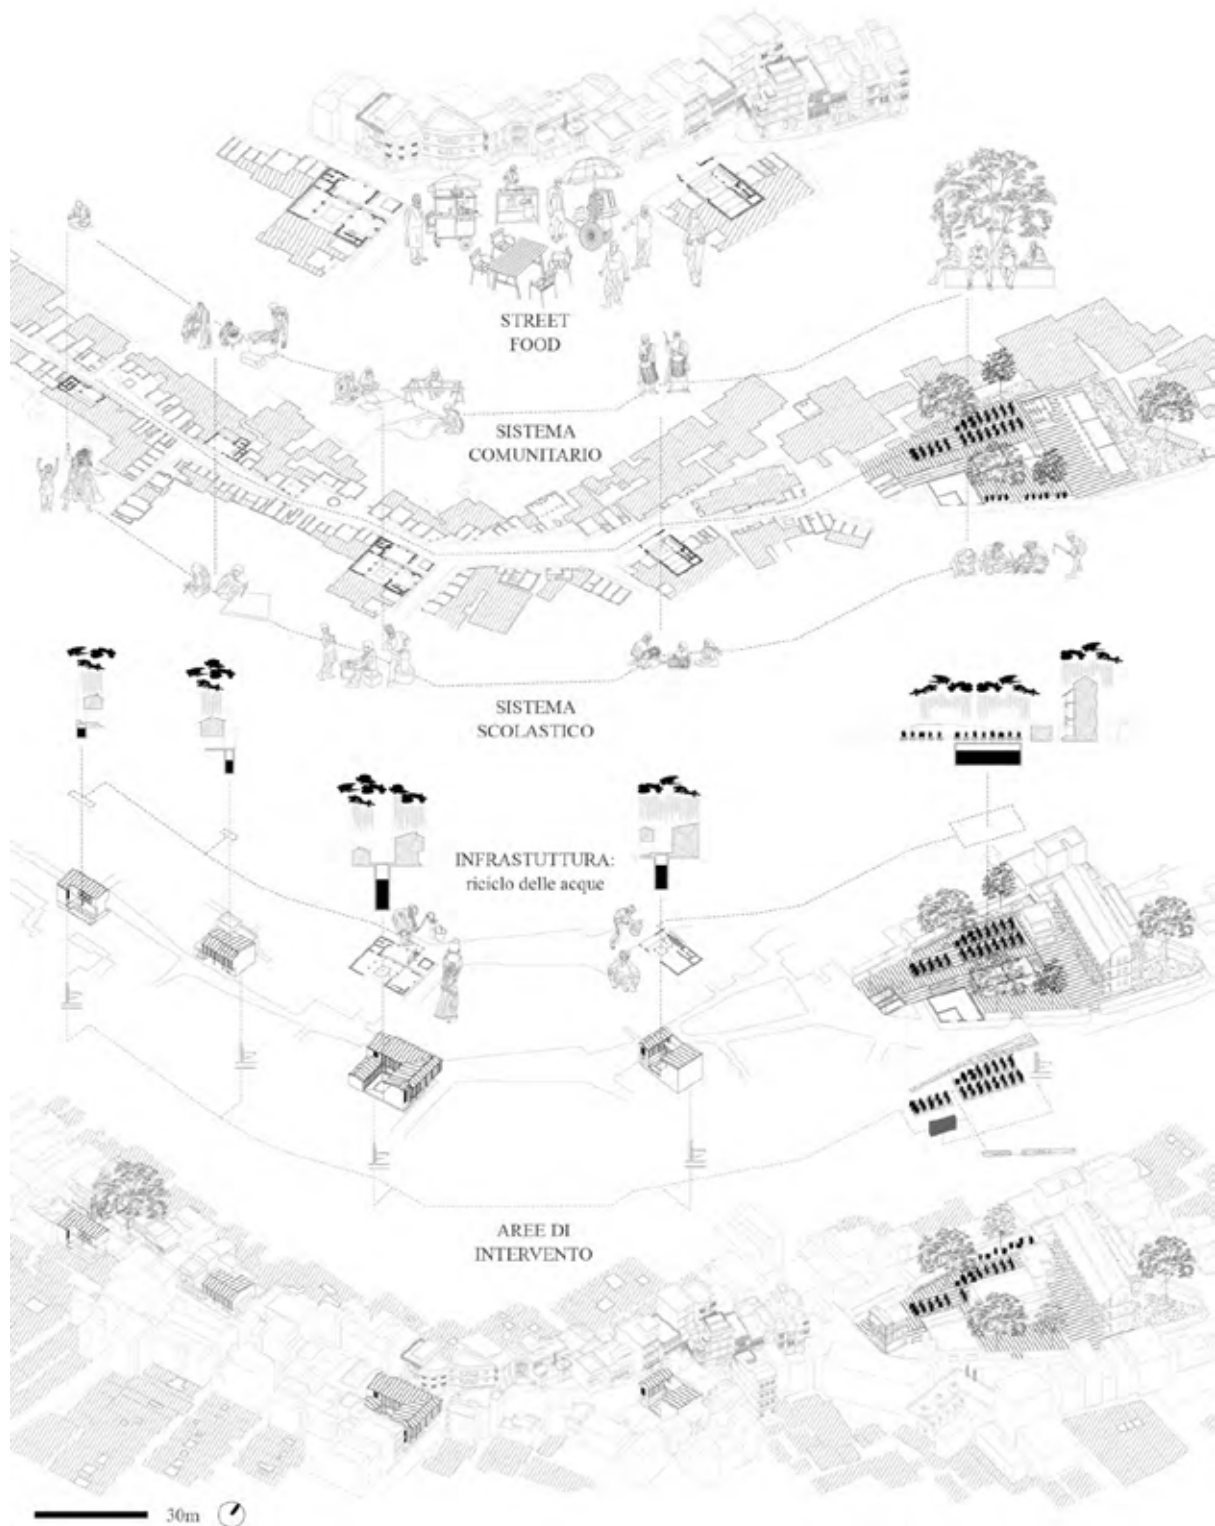 STREET
FOOD
SISTEMA
COMUNITARIO
SISTEMA
SCOLASTICO
INFRASTUTTURA:
riciclo delle acque
AREE DI
INTERVENTO
30m